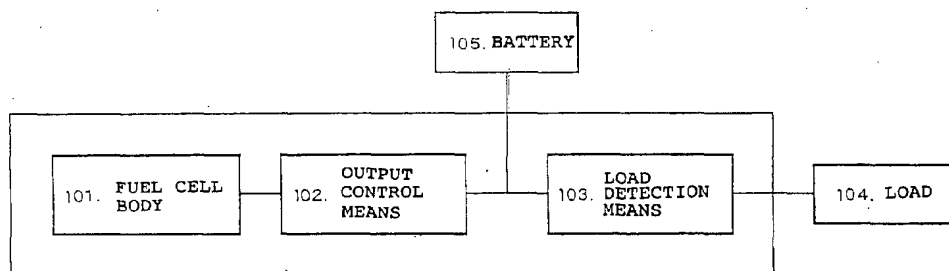 105. BATTERY
101. FUEL CELL
BODY
102. OUTPUT
CONTROL
MEANS
103. LOAD
DETECTION
MEANS
104. LOAD